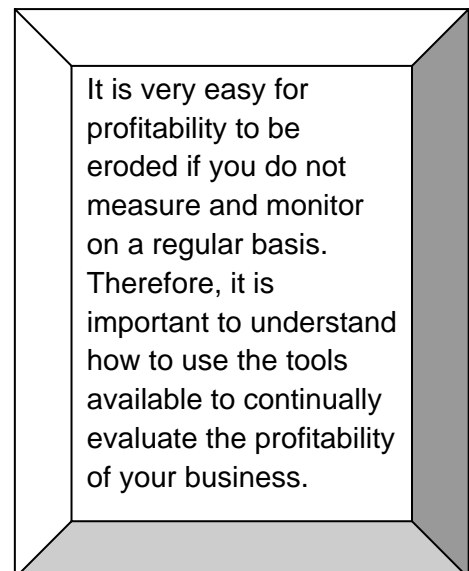 It is very easy for
profitability to be
eroded if you do not
measure and monitor
on a regular basis.
Therefore, it is
important to understand
how to use the tools
available to continually
evaluate the profitability
of your business.